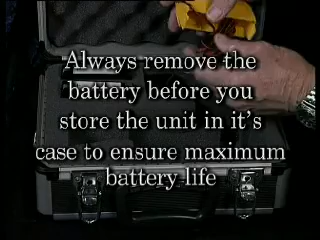 Always remove the
battery before you
store the unit in it's
case to ensure maximum
battery life